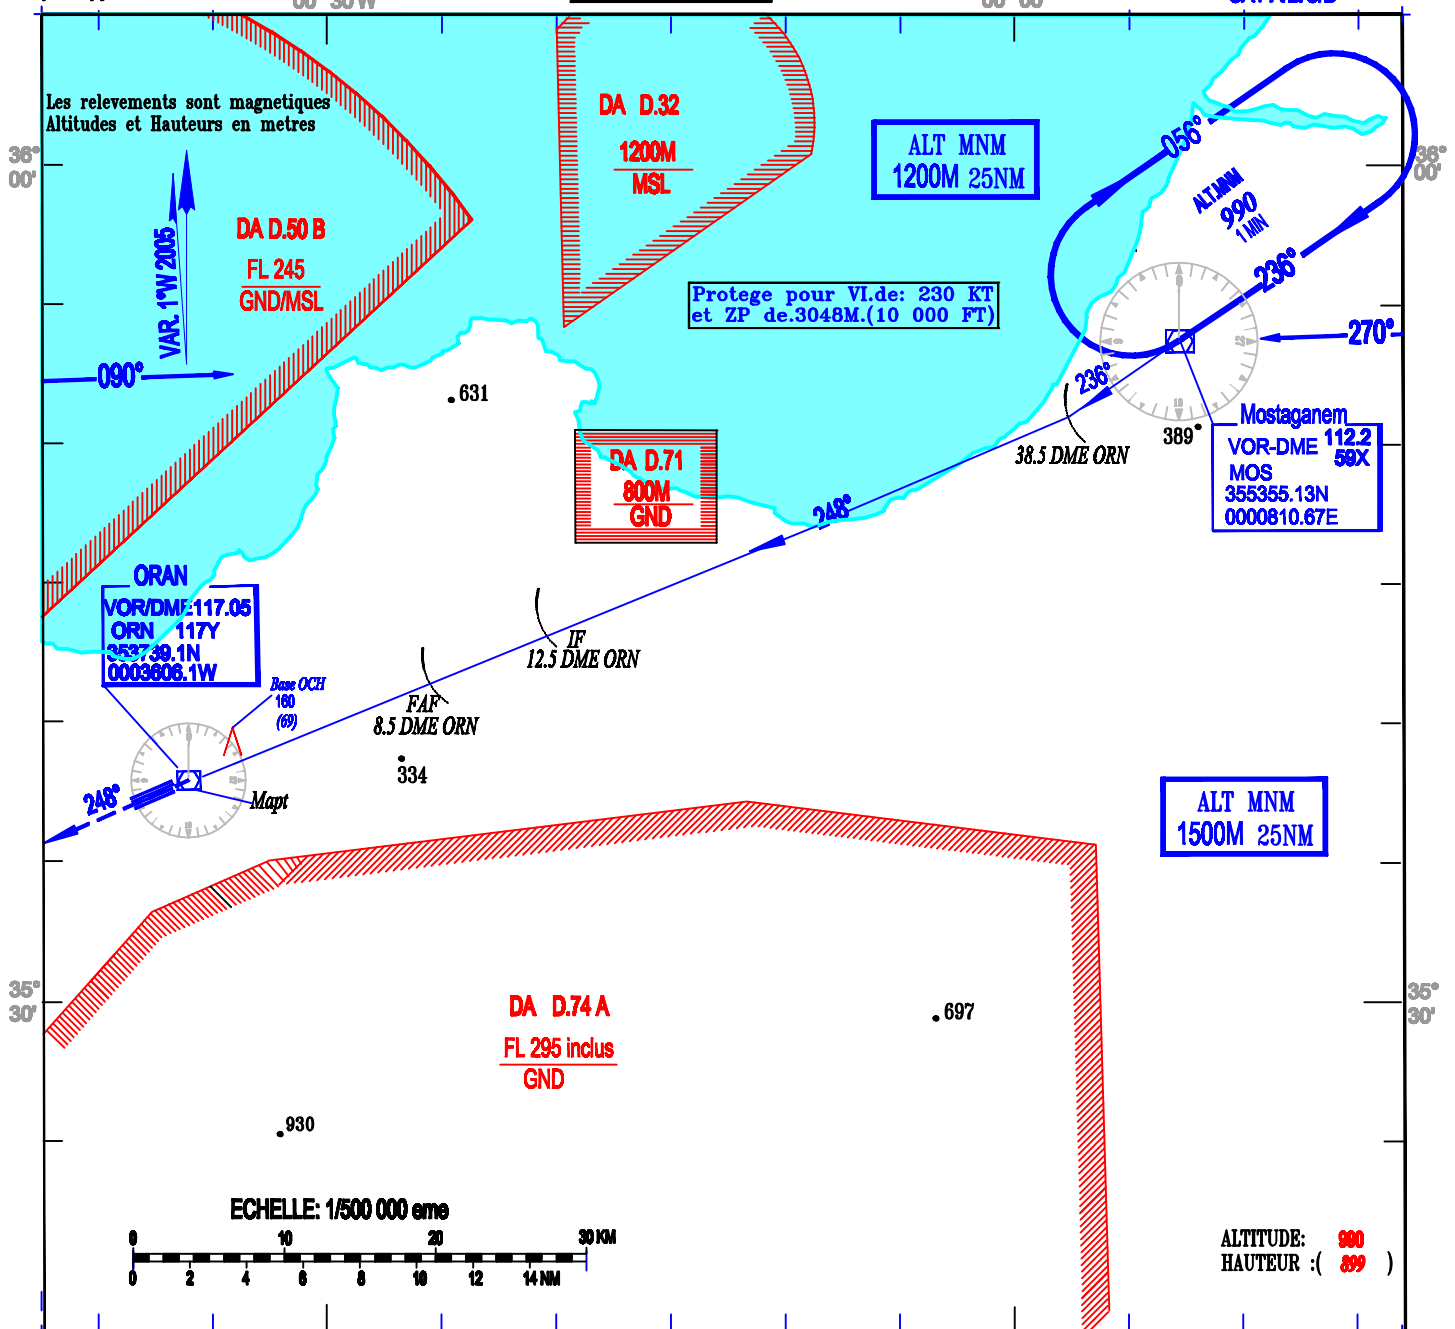 Les relevements sont magnetiques
Altitudes et Hauteurs en metres
36°
00'
VAR. 1°W 2005
DA D.50 B
FL 245
GND/MSL
DA D.32
1200M
MSL
ALT MNM
1200M 25NM
056°
ALT.MNM
990
1 MIN
236°
36°
00'
Protege pour VI.de: 230 KT
et ZP de.3048M.(10 000 FT)
270°
090°
236°
631
389
38.5 DME ORN
Mostaganem
VOR-DME 112.2
59X
MOS
355355.13N
0000810.67E
DA D.71
800M
GND
248°
ORAN
VOR/DME117.05
ORN 117Y
353739.1N
0003606.1W
IF
12.5 DME ORN
Base OCH
160
(69)
FAF
8.5 DME ORN
334
248°
Mapt
ALT MNM
1500M 25NM
35°
30'
35°
30'
DA D.74 A
FL 295 inclus
GND
697
930
ECHELLE: 1/500 000 eme
0 10 20 30 KM
0 2 4 6 8 10 12 14 NM
ALTITUDE: 990
HAUTEUR :( 899 )